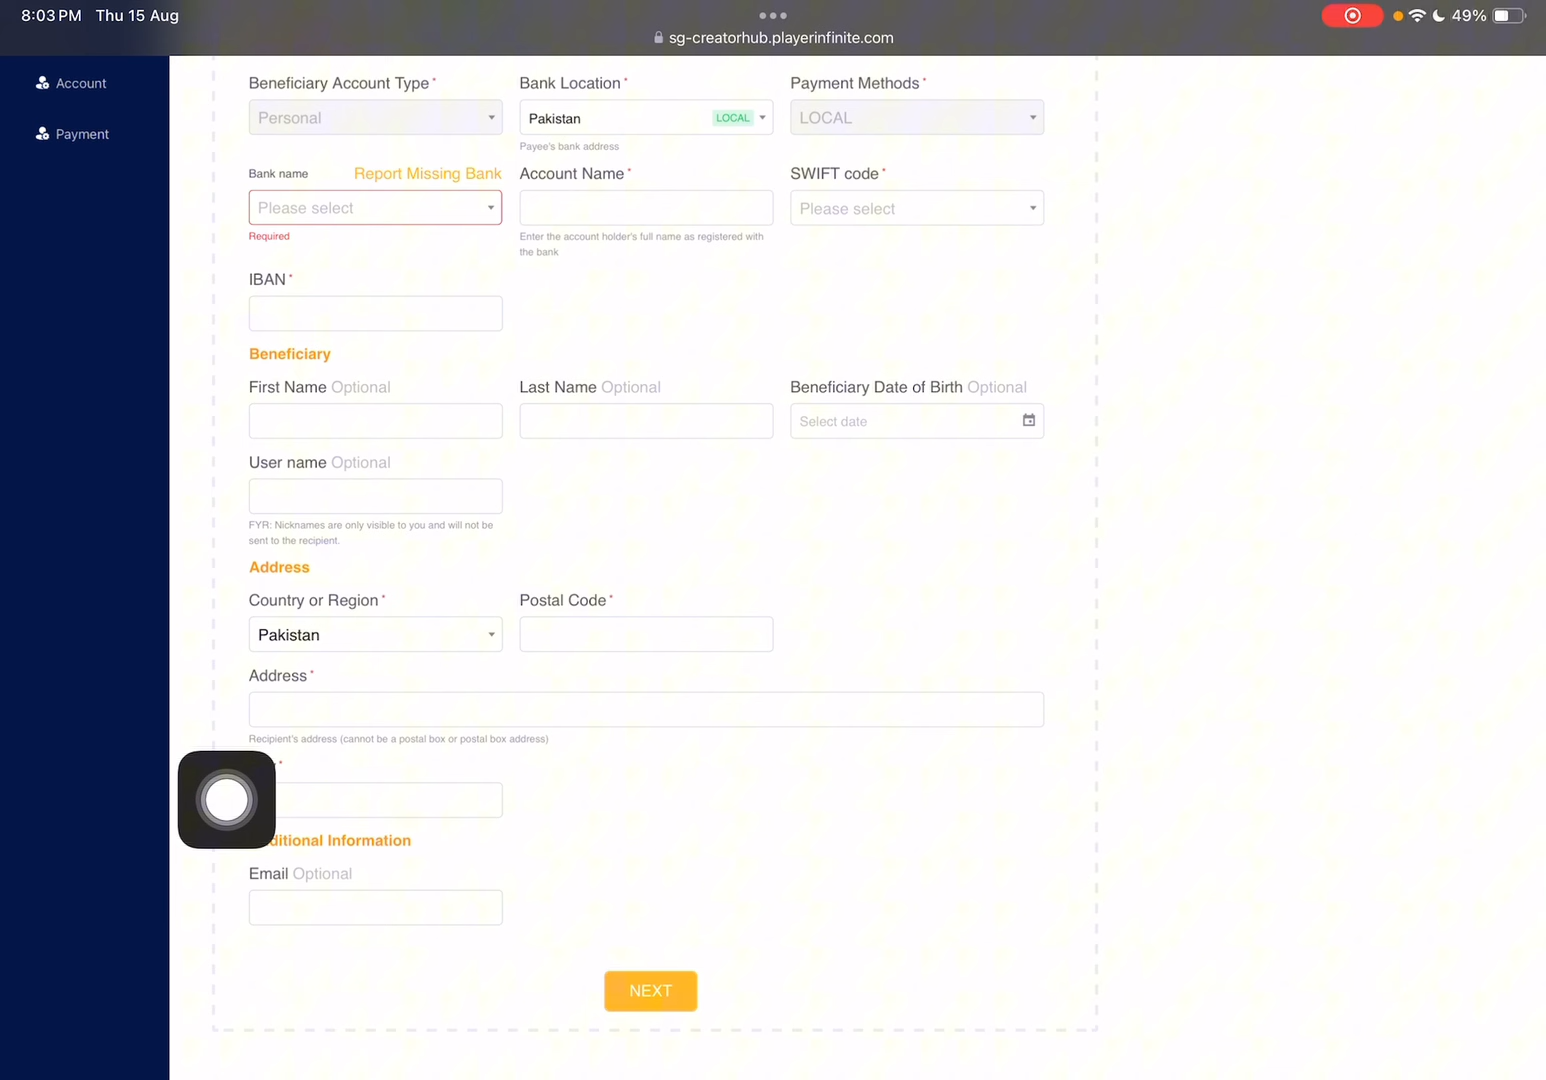 8:03 PM Thu 15 Aug
49%
sg-creatorhub.playerinfinite.com
Account
Payment
Beneficiary Account Type * Bank Location * Payment Methods *
Personal Pakistan LOCAL LOCAL
Payee's bank address
Bank name Report Missing Bank Account Name * SWIFT code *
Please select Please select
Required Enter the account holder's full name as registered with
the bank
IBAN *
Beneficiary
First Name Optional Last Name Optional Beneficiary Date of Birth Optional
Select date
User name Optional
FYR: Nicknames are only visible to you and will not be
sent to the recipient.
Address
Country or Region * Postal Code *
Pakistan
Address *
Recipient's address (cannot be a postal box or postal box address)
*
ditional Information
Email Optional
NEXT